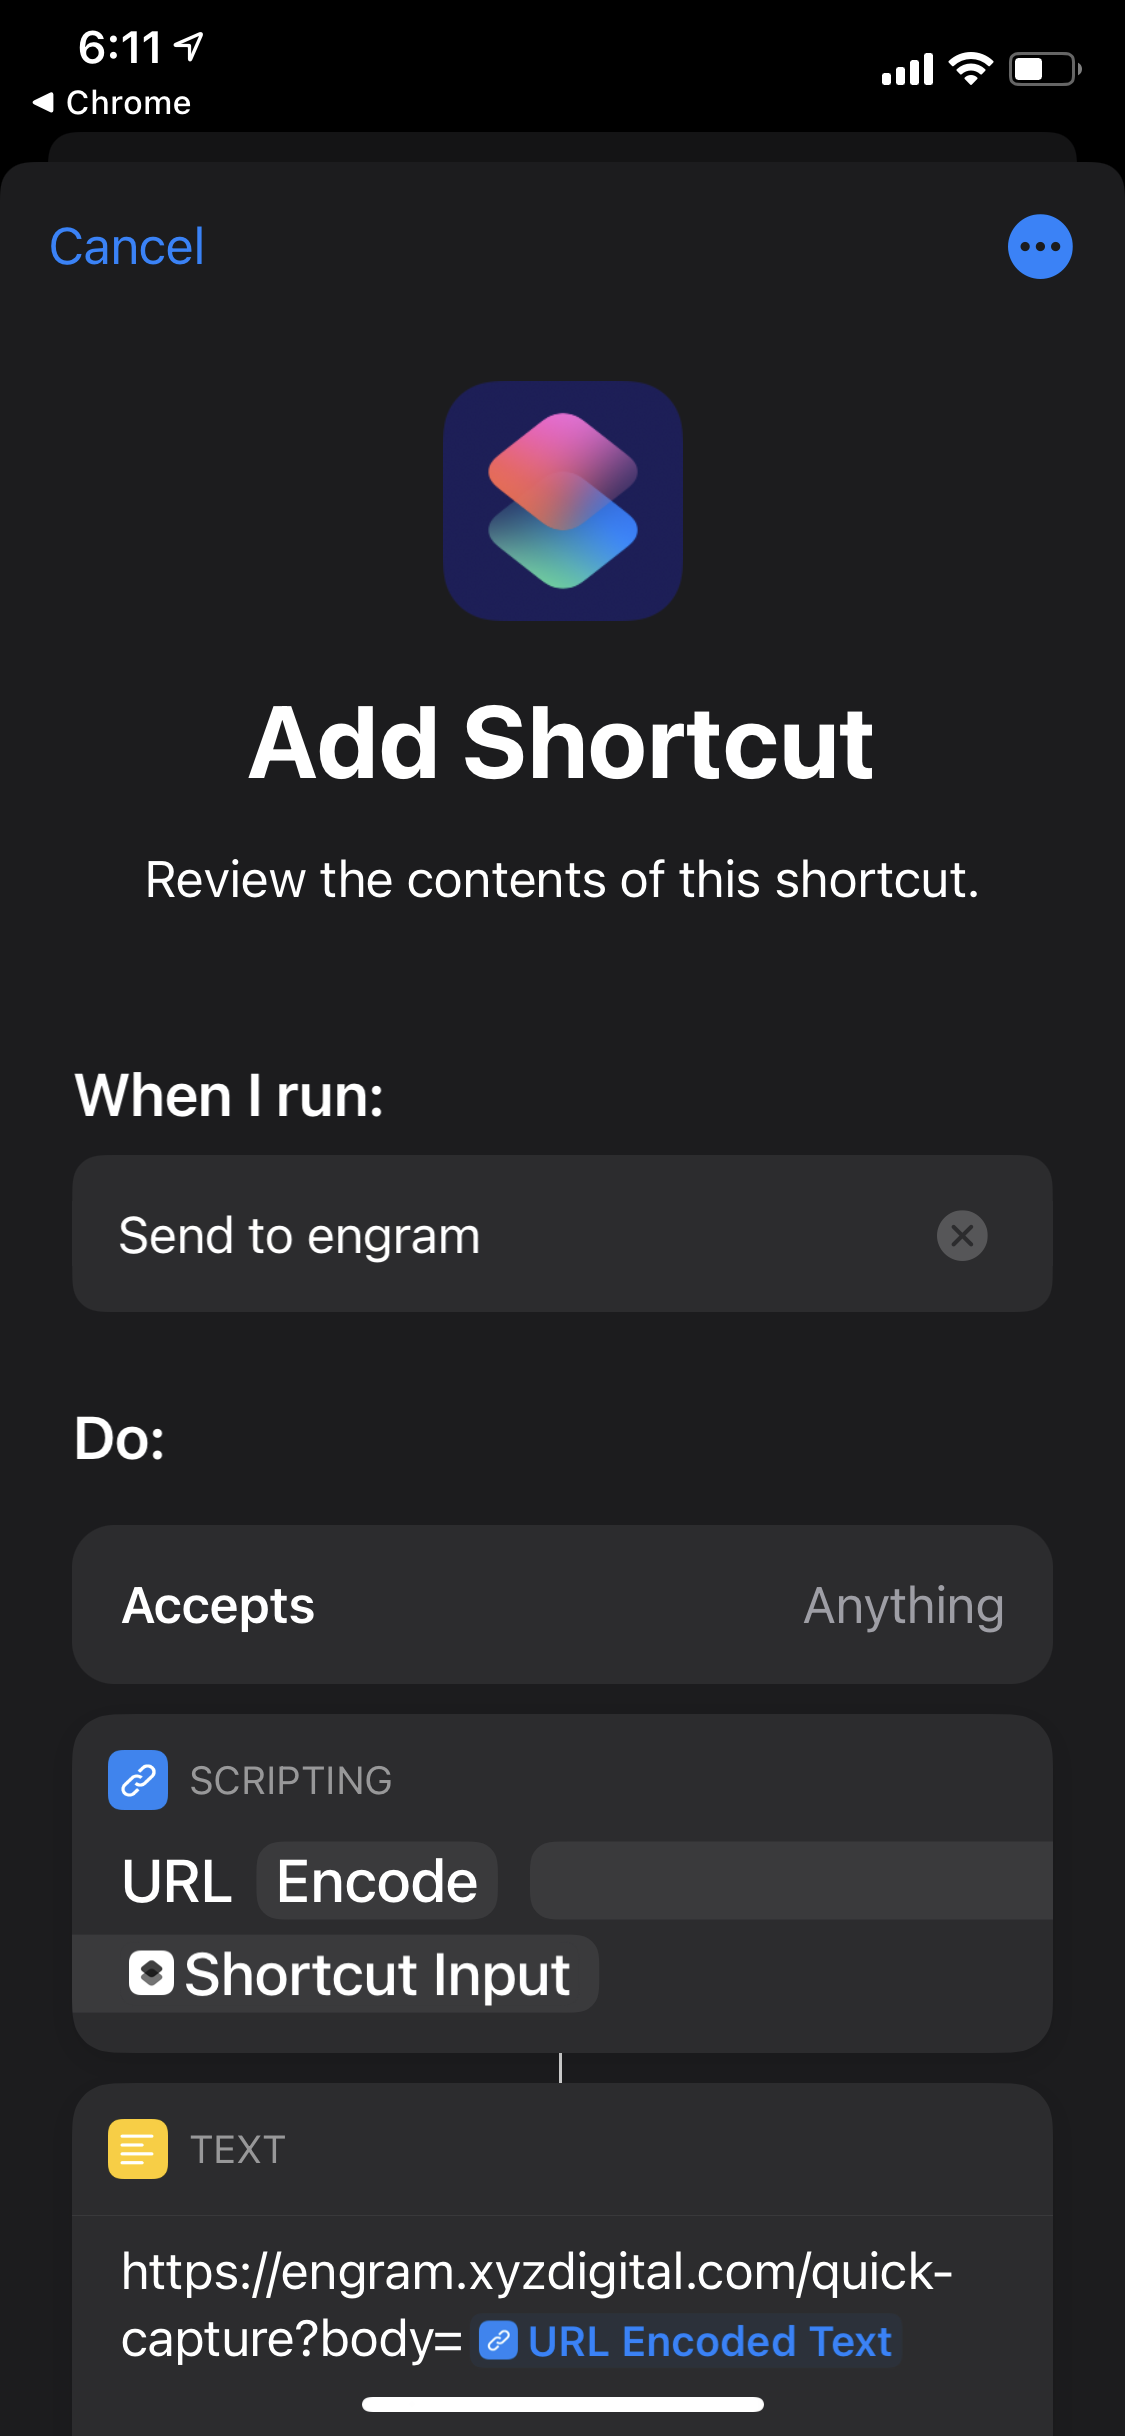 6:11
Chrome
Cancel
Add Shortcut
Review the contents of this shortcut.
When I run:
Send to engram
Do:
Accepts Anything
SCRIPTING
URL Encode
Shortcut Input
TEXT
https://engram.xyzdigital.com/quick-
capture?body= URL Encoded Text